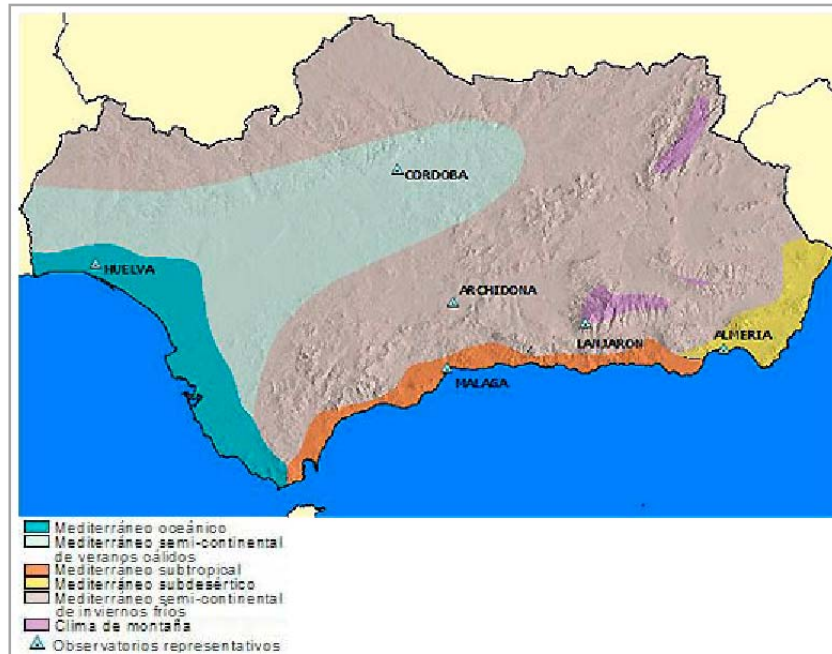 CORDOBA
HUELVA
ARCHIDONA
LANJARON
ALMERIA
MALAGA
Mediterráneo oceánico
Mediterráneo semi-continental
de veranos cálidos
Mediterráneo subtropical
Mediterráneo subdesértico
Mediterráneo semi-continental
de inviernos fríos
Clima de montaña
Observatorios representativos